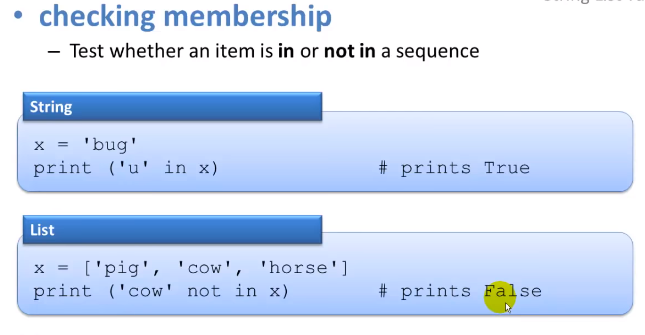 • checking membership
– Test whether an item is in or not in a sequence
String
x = 'bug'
print ('u' in x) # prints True
List
x = ['pig', 'cow', 'horse']
print ('cow' not in x) # prints False